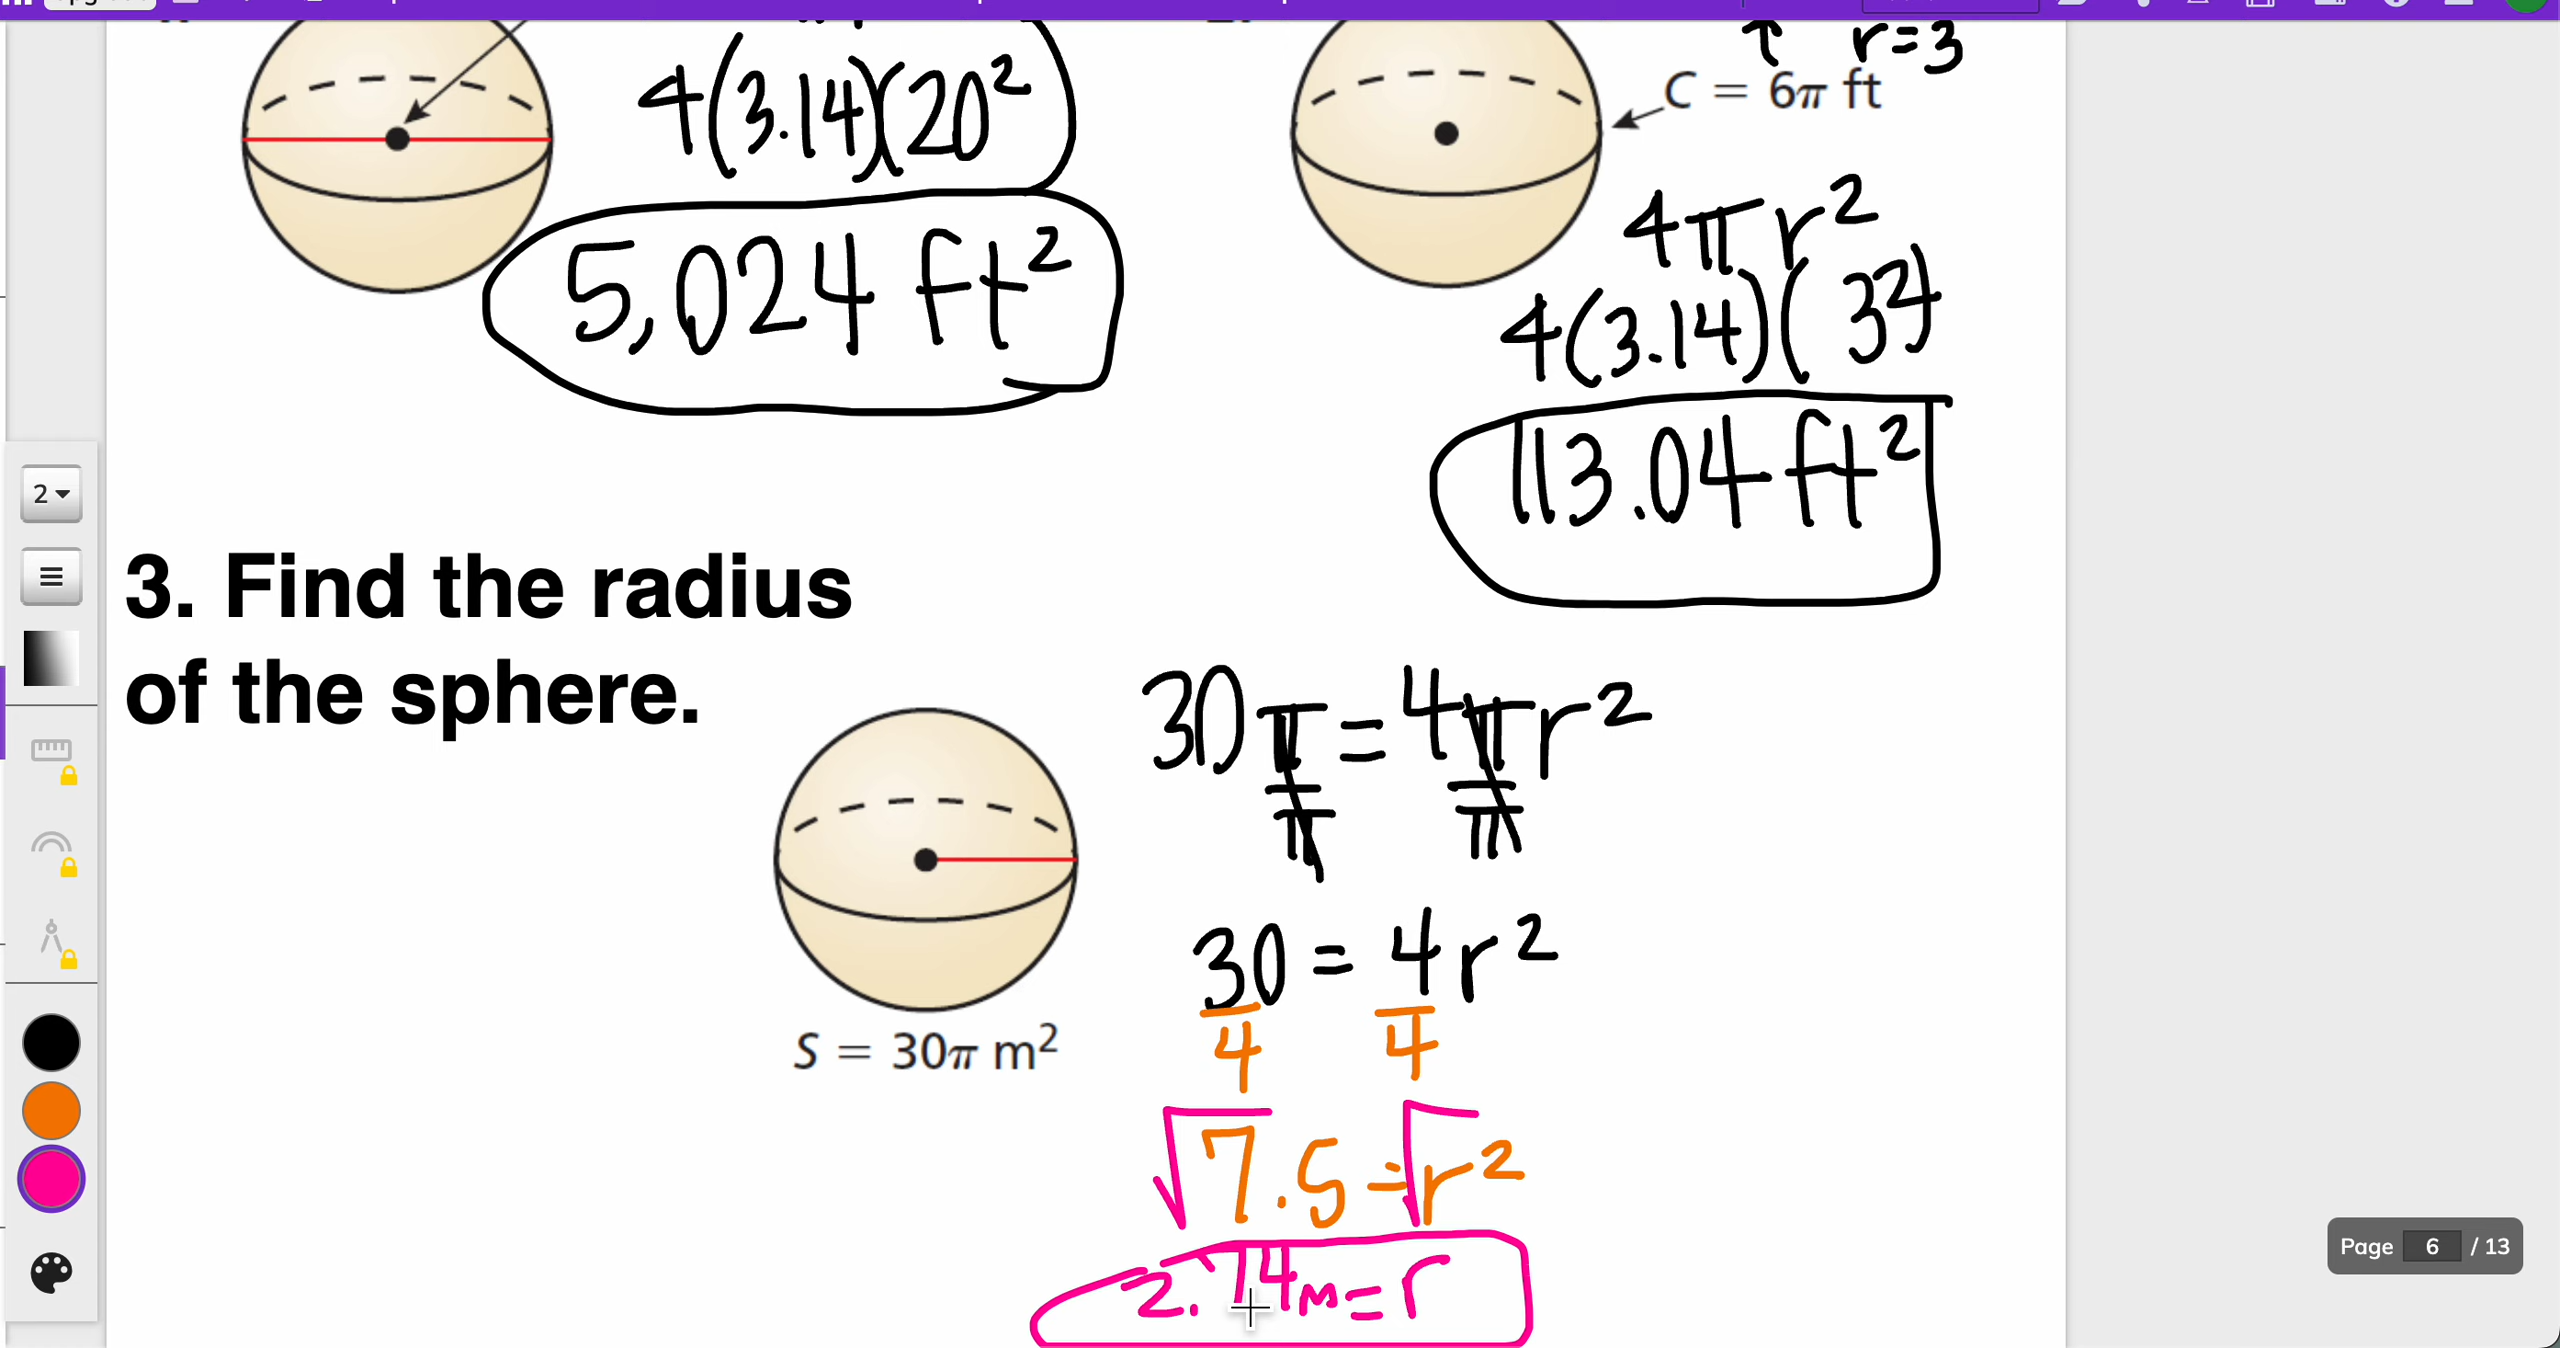 r=3
4(3.14)(20²
C = 6π ft
5,024 ft²
4πr²
4(3.14)(3²)
113.04 ft²
2
3. Find the radius
of the sphere.
30π = 4πr²
π π
30 = 4r²
4 4
S = 30π m²
√7.5 = √r²
2.74m = r
Page 6 / 13